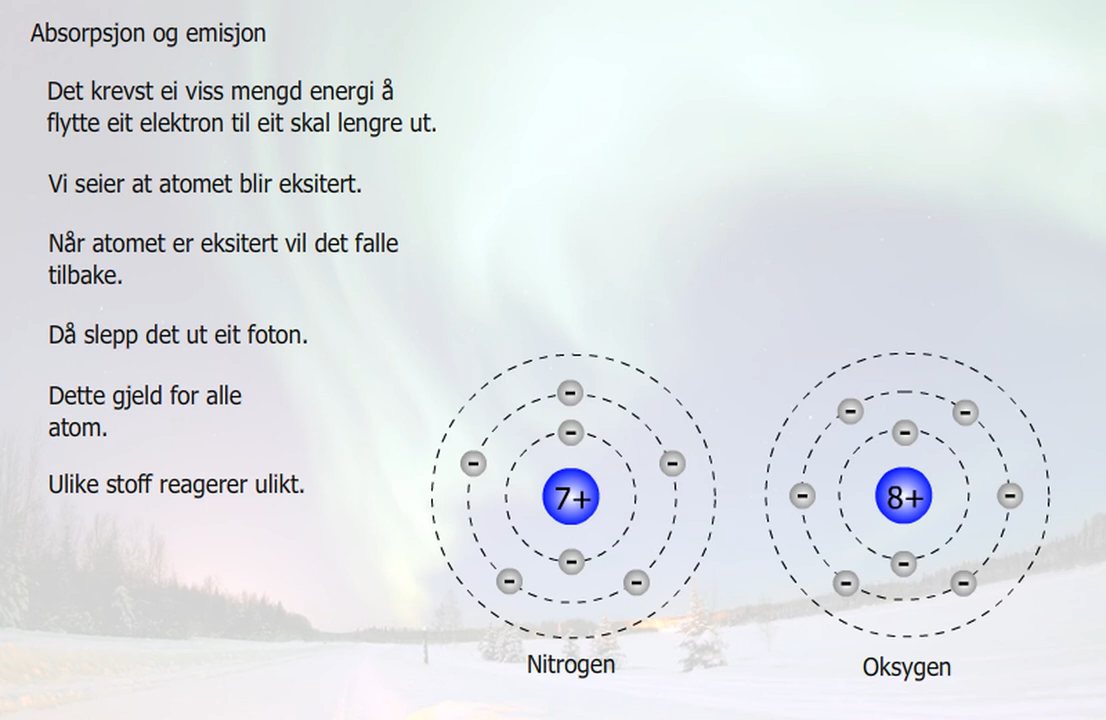 Absorpsjon og emisjon
Det krevst ei viss mengd energi å
flytte eit elektron til eit skal lengre ut.
Vi seier at atomet blir eksitert.
Når atomet er eksitert vil det falle
tilbake.
Då slepp det ut eit foton.
Dette gjeld for alle
atom.
Ulike stoff reagerer ulikt.
7+
8+
Nitrogen
Oksygen